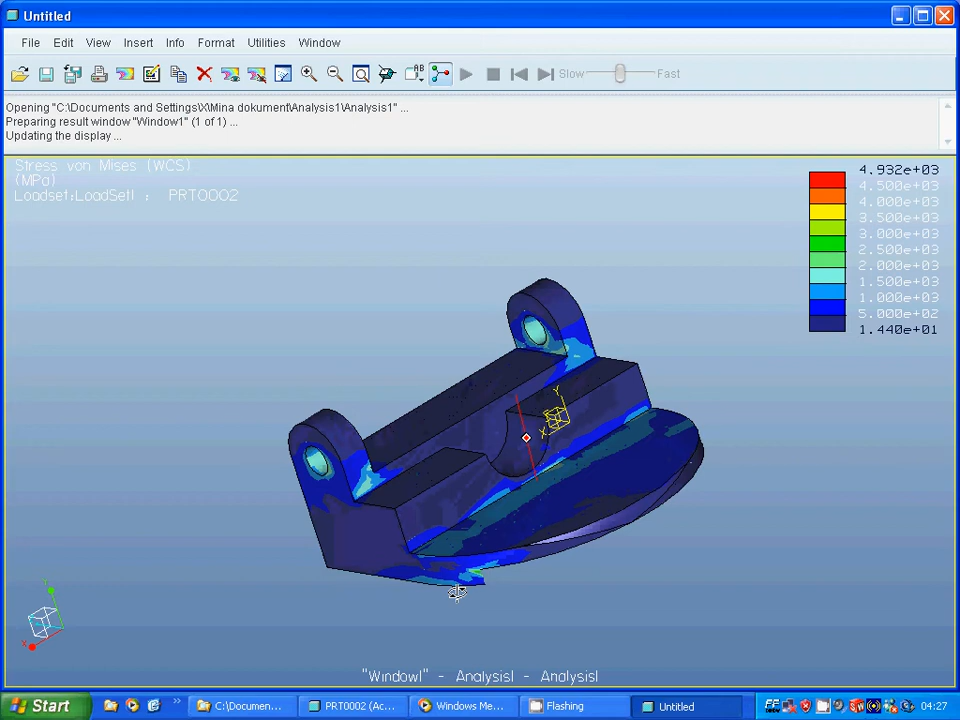 Untitled
File Edit View Insert Info Format Utilities Window
Slow Fast
Opening "C:\Documents and Settings\X\Mina dokument\Analysis1\Analysis1" ...
Preparing result window "Window1" (1 of 1) ...
Updating the display ...
Stress von Mises (WCS)
(MPa)
Loadset:LoadSet1 : PRT0002
4.932e+03
4.500e+03
4.000e+03
3.500e+03
3.000e+03
2.500e+03
2.000e+03
1.500e+03
1.000e+03
5.000e+02
1.440e+01
Y
X
Y
X
"Window1" - Analysis1 - Analysis1
Start
C:\Documen...
PRT0002 (Ac...
Windows Me...
Flashing
Untitled
04:27